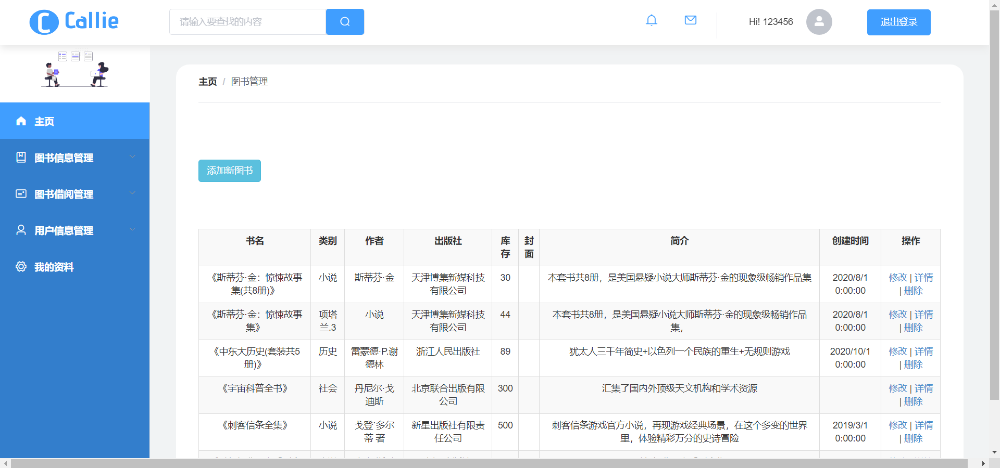 Callie
请输入要查找的内容
Hi! 123456
退出登录
主页
图书信息管理
图书借阅管理
用户信息管理
我的资料
主页 / 图书管理
添加新图书
书名 类别 作者 出版社 库存 封面 简介 创建时间 操作
《斯蒂芬·金：惊悚故事集(共8册)》 小说 斯蒂芬·金 天津博集新媒科技有限公司 30 本套书共8册，是美国悬疑小说大师斯蒂芬·金的现象级畅销作品集 2020/8/1 0:00:00 修改 | 详情 | 删除
《斯蒂芬·金：惊悚故事集》 项塔兰.3 小说 天津博集新媒科技有限公司 44 本套书共8册，是美国悬疑小说大师斯蒂芬·金的现象级畅销作品集， 2020/8/1 0:00:00 修改 | 详情 | 删除
《中东大历史(套装共5册)》 历史 雷蒙德·P.谢德林 浙江人民出版社 89 犹太人三千年简史+以色列一个民族的重生+无规则游戏 2020/10/1 0:00:00 修改 | 详情 | 删除
《宇宙科普全书》 社会 丹尼尔·戈迪斯 北京联合出版有限公司 300 汇集了国内外顶级天文机构和学术资源 修改 | 详情 | 删除
《刺客信条全集》 小说 戈登˙多尔蒂 著 新星出版社有限责任公司 500 刺客信条游戏官方小说，再现游戏经典场景，在这个多变的世界里，体验精彩万分的史诗冒险 2019/3/1 0:00:00 修改 | 详情 | 删除